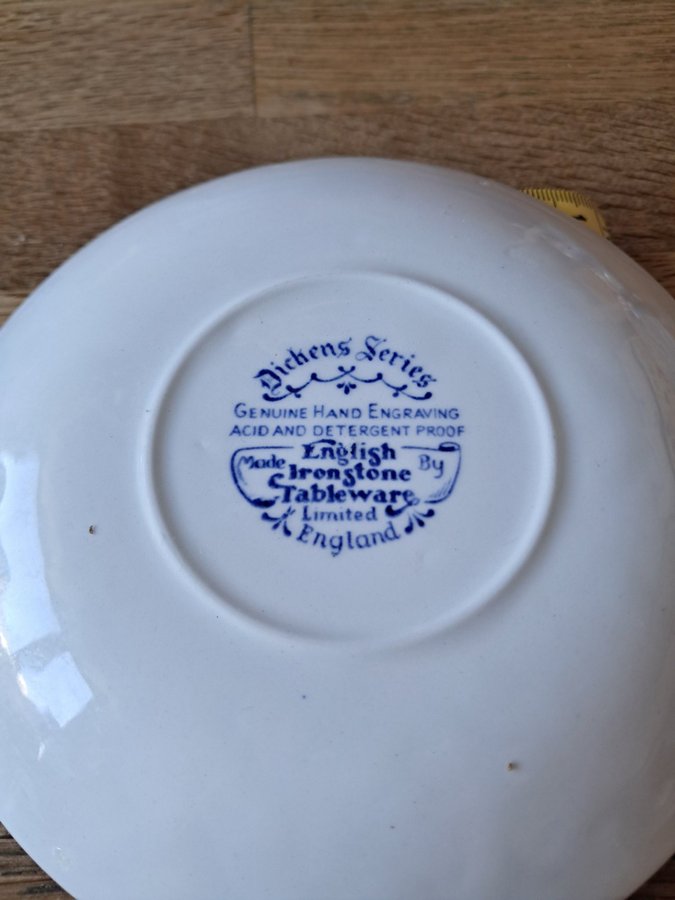 Dickens Series
GENUINE HAND ENGRAVING
ACID AND DETERGENT PROOF
Made English By
Ironstone
Tableware
Limited
England